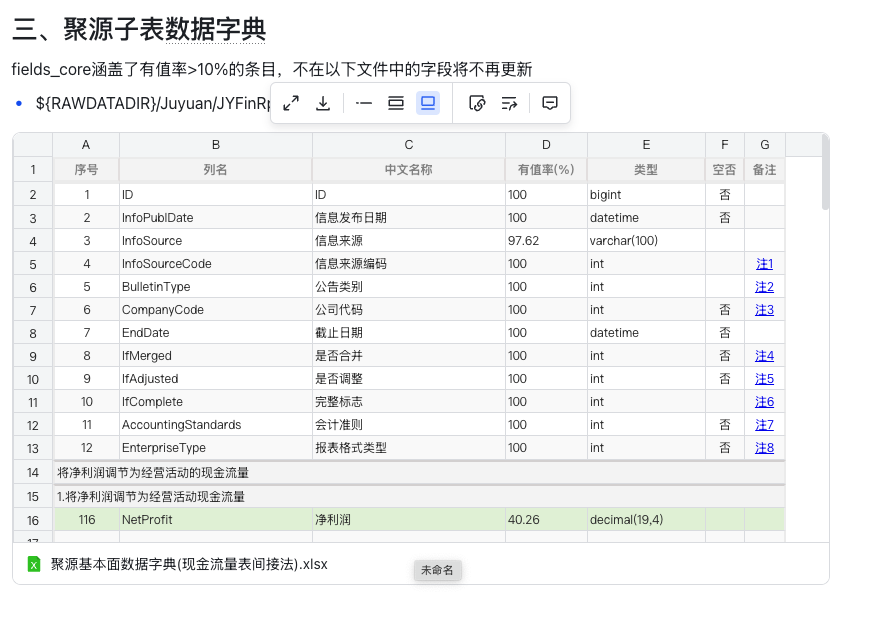 三、聚源子表数据字典
fields_core涵盖了有值率>10%的条目，不在以下文件中的字段将不再更新
• ${RAWDATADIR}/Juyuan/JYFinRp
A B C D E F G
1 序号 列名 中文名称 有值率(%) 类型 空否 备注
2 1 ID ID 100 bigint 否
3 2 InfoPublDate 信息发布日期 100 datetime 否
4 3 InfoSource 信息来源 97.62 varchar(100)
5 4 InfoSourceCode 信息来源编码 100 int 注1
6 5 BulletinType 公告类别 100 int 注2
7 6 CompanyCode 公司代码 100 int 否 注3
8 7 EndDate 截止日期 100 datetime 否
9 8 IfMerged 是否合并 100 int 否 注4
10 9 IfAdjusted 是否调整 100 int 否 注5
11 10 IfComplete 完整标志 100 int 注6
12 11 AccountingStandards 会计准则 100 int 否 注7
13 12 EnterpriseType 报表格式类型 100 int 否 注8
14 将净利润调节为经营活动的现金流量
15 1.将净利润调节为经营活动现金流量
16 116 NetProfit 净利润 40.26 decimal(19,4)
聚源基本面数据字典(现金流量表间接法).xlsx
未命名